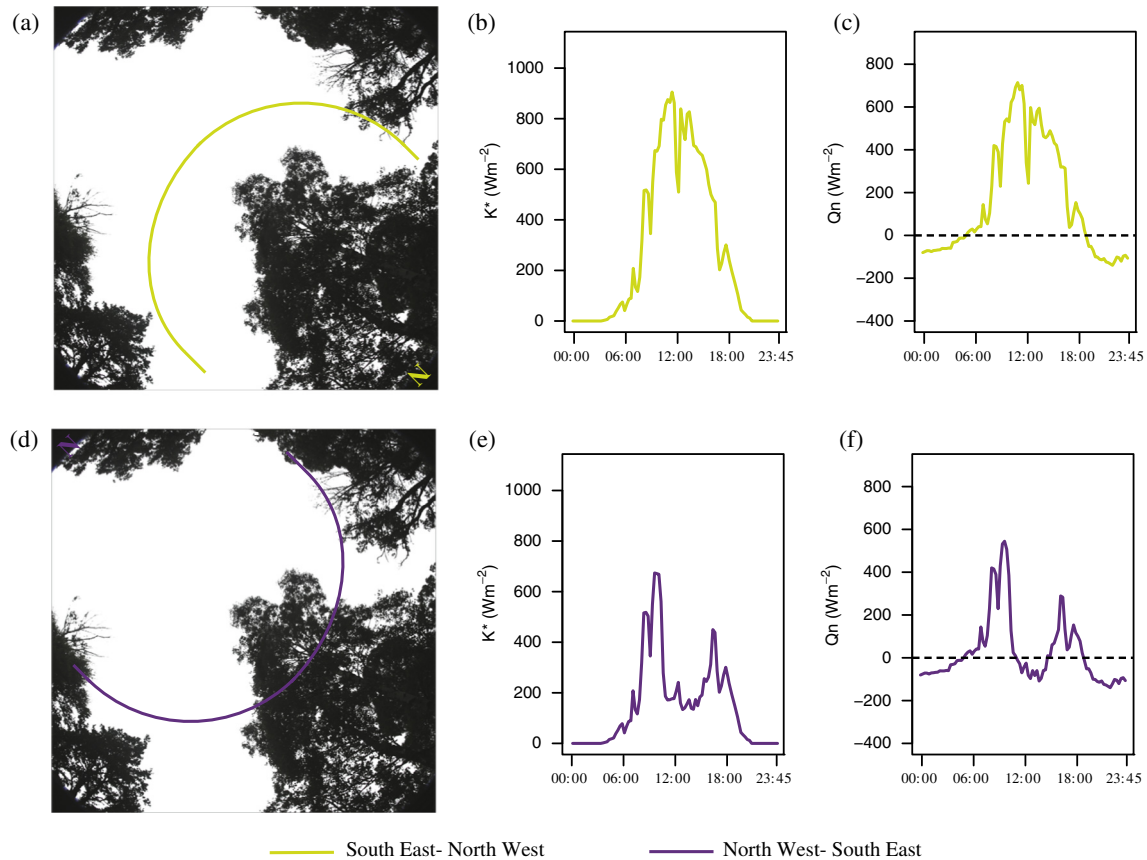 (a)
N
(b)
K* (Wm−2)
1000
800
600
400
200
0
00:00 06:00 12:00 18:00 23:45
(c)
Qn (Wm−2)
800
600
400
200
0
−200
−400
00:00 06:00 12:00 18:00 23:45
(d)
N
(e)
K* (Wm−2)
1000
800
600
400
200
0
00:00 06:00 12:00 18:00 23:45
(f)
Qn (Wm−2)
800
600
400
200
0
−200
−400
00:00 06:00 12:00 18:00 23:45
South East- North West
North West- South East